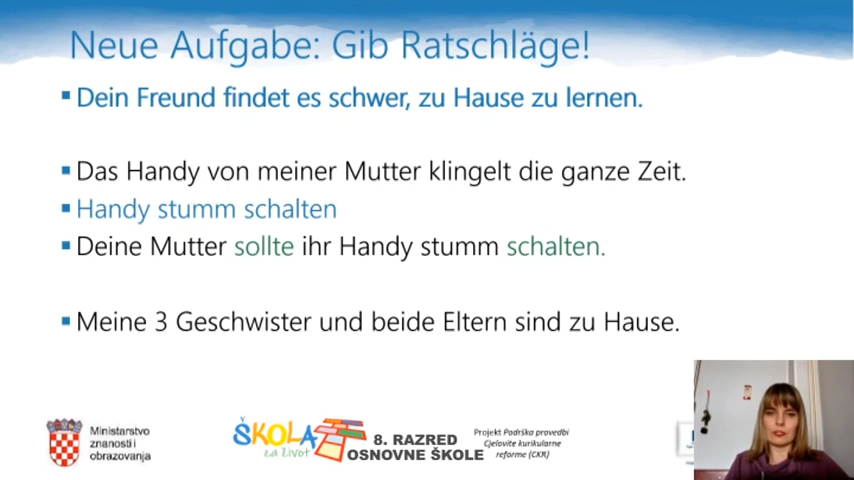 Neue Aufgabe: Gib Ratschläge!
Dein Freund findet es schwer, zu Hause zu lernen.
Das Handy von meiner Mutter klingelt die ganze Zeit.
Handy stumm schalten
Deine Mutter sollte ihr Handy stumm schalten.
Meine 3 Geschwister und beide Eltern sind zu Hause.
Ministarstvo
znanosti i
obrazovanja
ŠKOLA
za život
8. RAZRED
OSNOVNE ŠKOLE
Projekt Podrška provedbi
Cjelovite kurikularne
reforme (CKR)